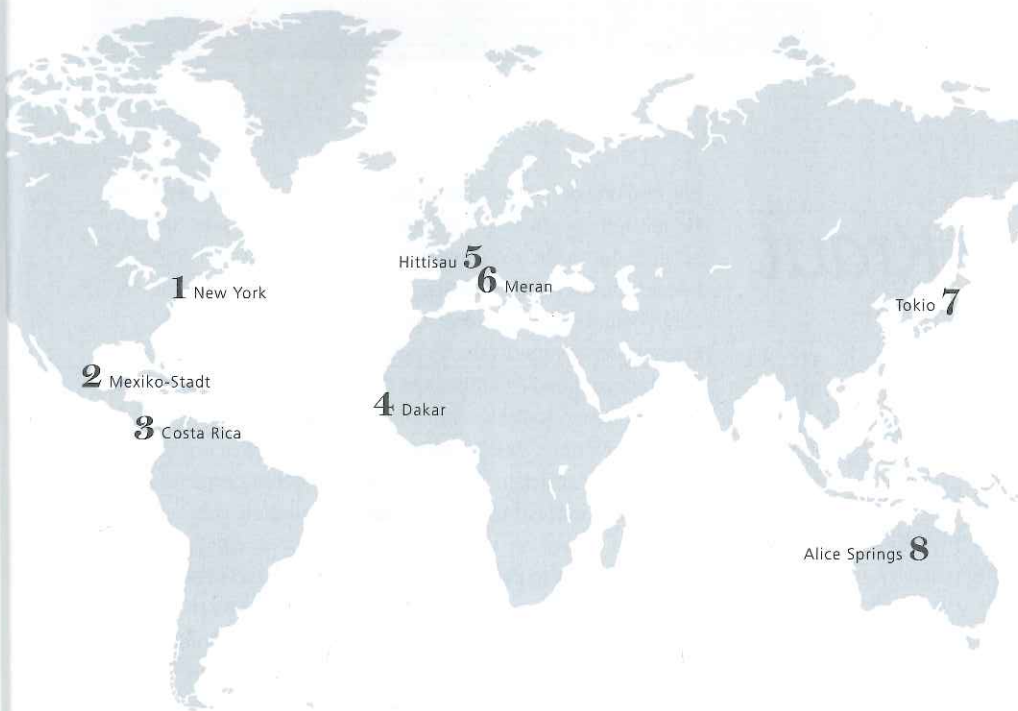 1 New York
2 Mexiko-Stadt
3 Costa Rica
4 Dakar
Hittisau 5
6 Meran
Tokio 7
Alice Springs 8